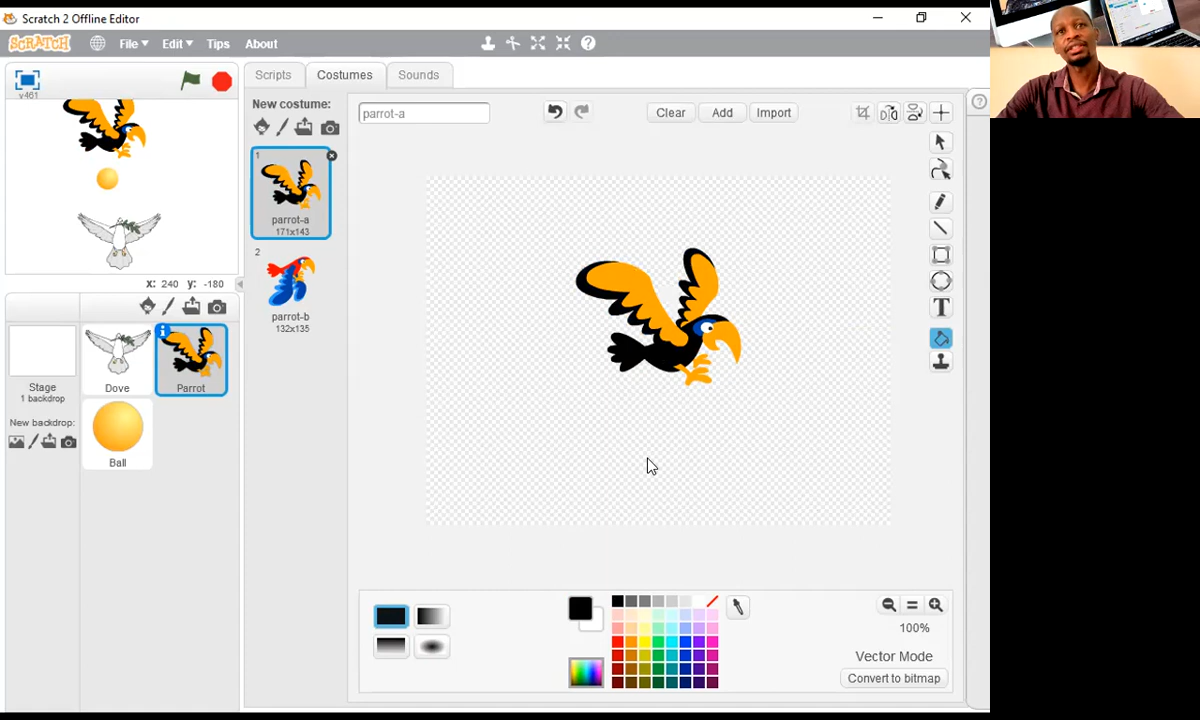 Scratch 2 Offline Editor
SCRATCH File Edit Tips About
v461
Scripts Costumes Sounds
New costume:
parrot-a
Clear Add Import
1
parrot-a
171x143
2
parrot-b
132x135
x: 240 y: -180
Stage
1 backdrop
New backdrop:
Dove
Parrot
Ball
T
100%
Vector Mode
Convert to bitmap